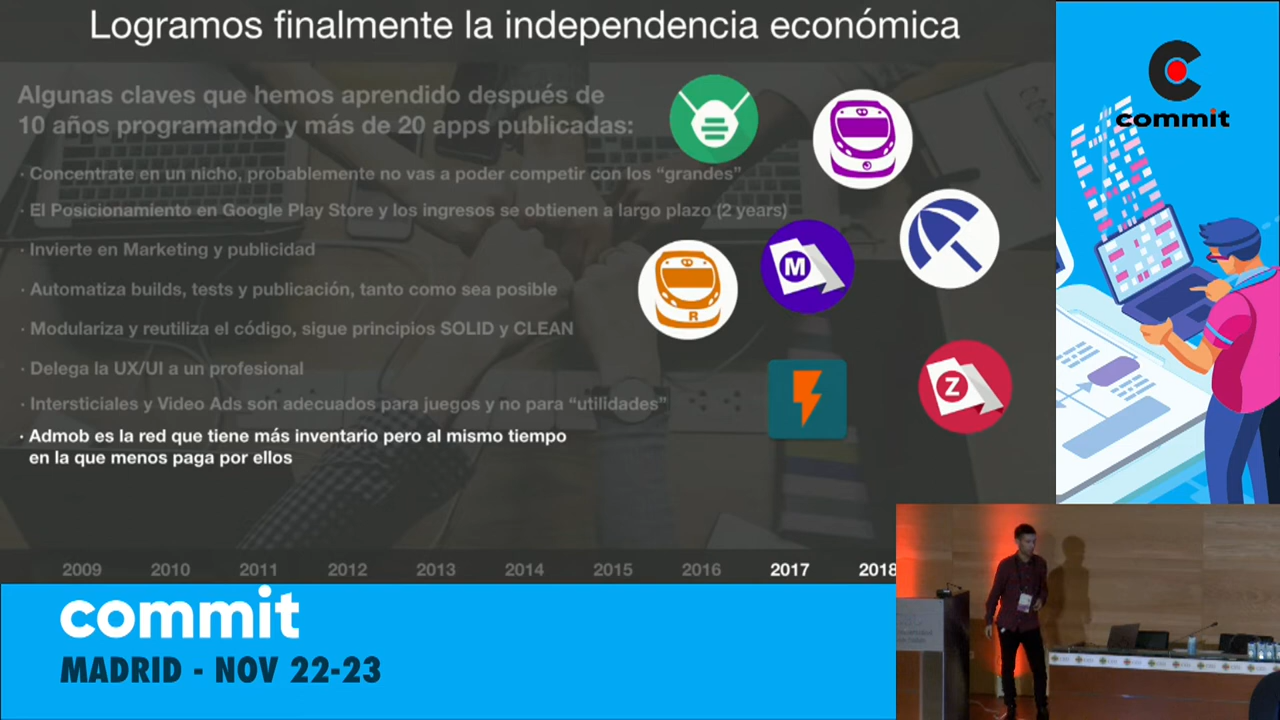 Logramos finalmente la independencia económica
Algunas claves que hemos aprendido después de
10 años programando y más de 20 apps publicadas:
· Concentrate en un nicho, probablemente no vas a poder competir con los “grandes”
· El Posicionamiento en Google Play Store y los ingresos se obtienen a largo plazo (2 years)
· Invierte en Marketing y publicidad
· Automatiza builds, tests y publicación, tanto como sea posible
· Modulariza y reutiliza el código, sigue principios SOLID y CLEAN
· Delega la UX/UI a un profesional
· Intersticiales y Video Ads son adecuados para juegos y no para “utilidades”
· Admob es la red que tiene más inventario pero al mismo tiempo
en la que menos paga por ellos
M
R
Z
2009 2010 2011 2012 2013 2014 2015 2016 2017 2018
commit
commit
MADRID - NOV 22-23